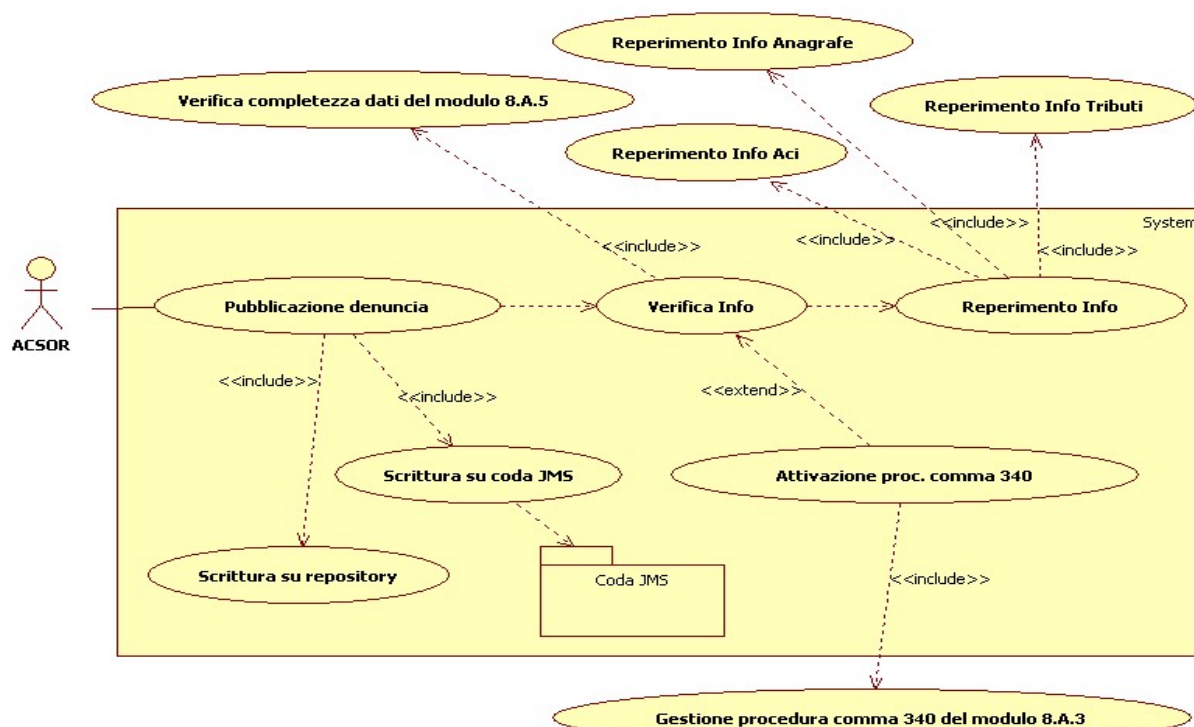 Reperimento Info Anagrafe
Verifica completezza dati del modulo 8.A.5
Reperimento Info Tributi
Reperimento Info Aci
System
<<include>>
<<include>>
<<include>>
<<include>>
Pubblicazione denuncia
Verifica Info
Reperimento Info
ACSOR
<<include>>
<<include>>
<<extend>>
Scrittura su coda JMS
Attivazione proc. comma 340
Scrittura su repository
Coda JMS
<<include>>
Gestione procedura comma 340 del modulo 8.A.3